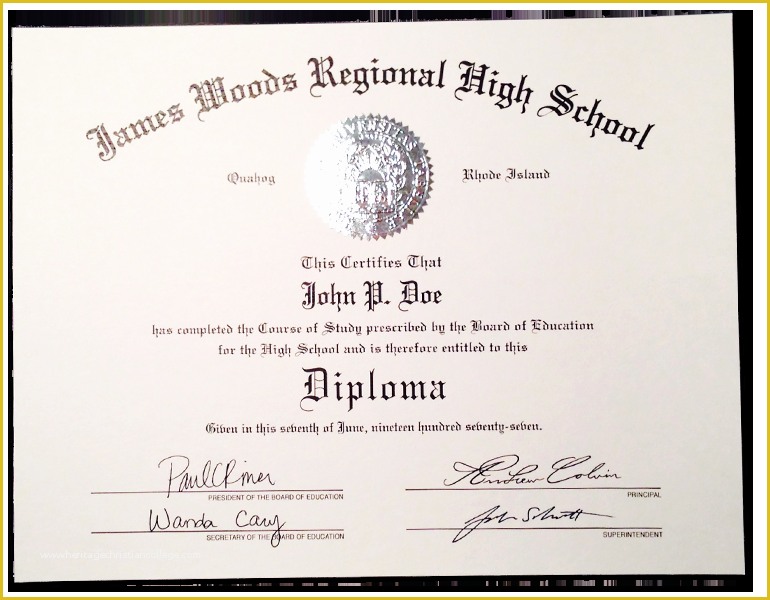 James Woods Regional High School
Quahog
Rhode Island
This Certifies That
John P. Doe
has completed the Course of Study prescribed by the Board of Education
for the High School and is therefore entitled to this
Diploma
Given in this seventh of June, nineteen hundred seventy-seven.
PRESIDENT OF THE BOARD OF EDUCATION
Andrew Colvin
PRINCIPAL
Wanda Cary
SECRETARY OF THE BOARD OF EDUCATION
John Schutt
SUPERINTENDENT